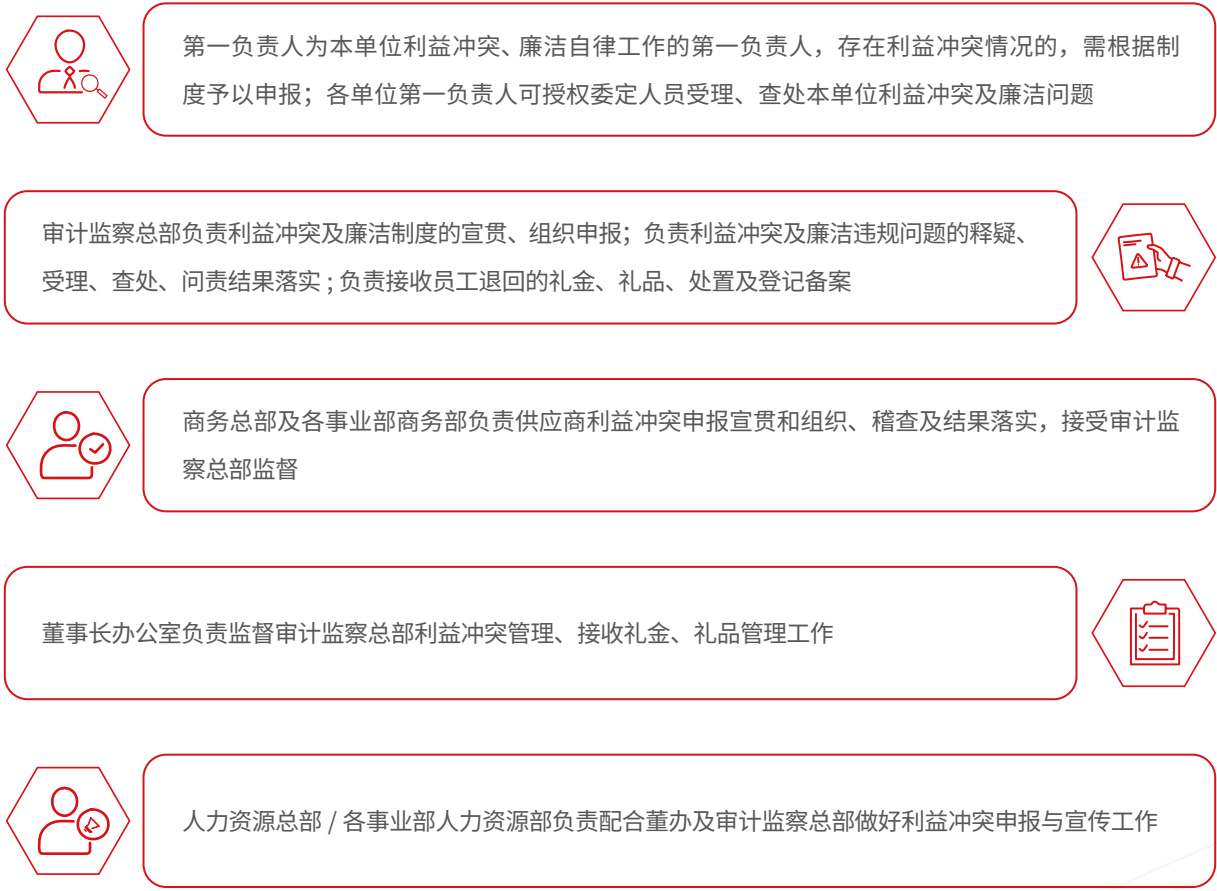 第一负责人为本单位利益冲突、廉洁自律工作的第一负责人，存在利益冲突情况的，需根据制
度予以申报；各单位第一负责人可授权委定人员受理、查处本单位利益冲突及廉洁问题
审计监察总部负责利益冲突及廉洁制度的宣贯、组织申报；负责利益冲突及廉洁违规问题的释疑、
受理、查处、问责结果落实 ; 负责接收员工退回的礼金、礼品、处置及登记备案
商务总部及各事业部商务部负责供应商利益冲突申报宣贯和组织、稽查及结果落实，接受审计监
察总部监督
董事长办公室负责监督审计监察总部利益冲突管理、接收礼金、礼品管理工作
人力资源总部 / 各事业部人力资源部负责配合董办及审计监察总部做好利益冲突申报与宣传工作